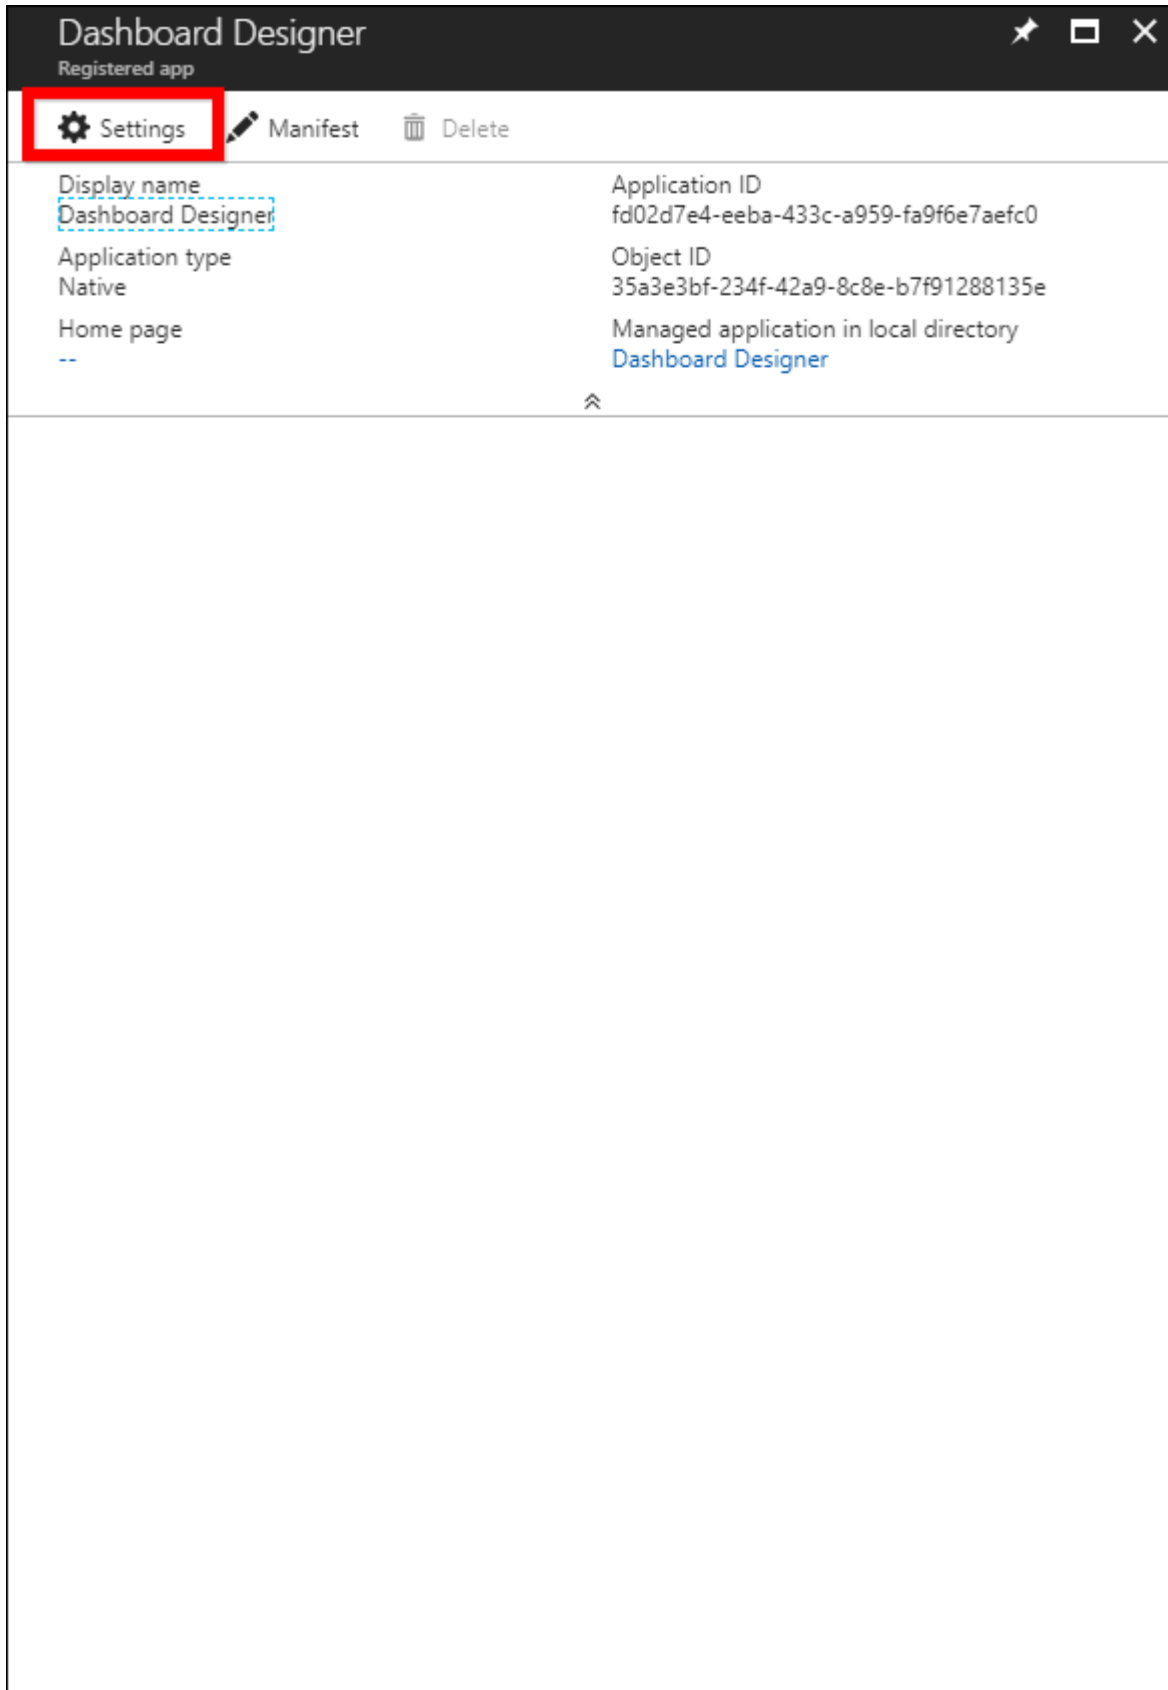 Dashboard Designer
Registered app
Settings Manifest Delete
Display name
Dashboard Designer
Application type
Native
Home page
--
Application ID
fd02d7e4-eeba-433c-a959-fa9f6e7aefc0
Object ID
35a3e3bf-234f-42a9-8c8e-b7f91288135e
Managed application in local directory
Dashboard Designer